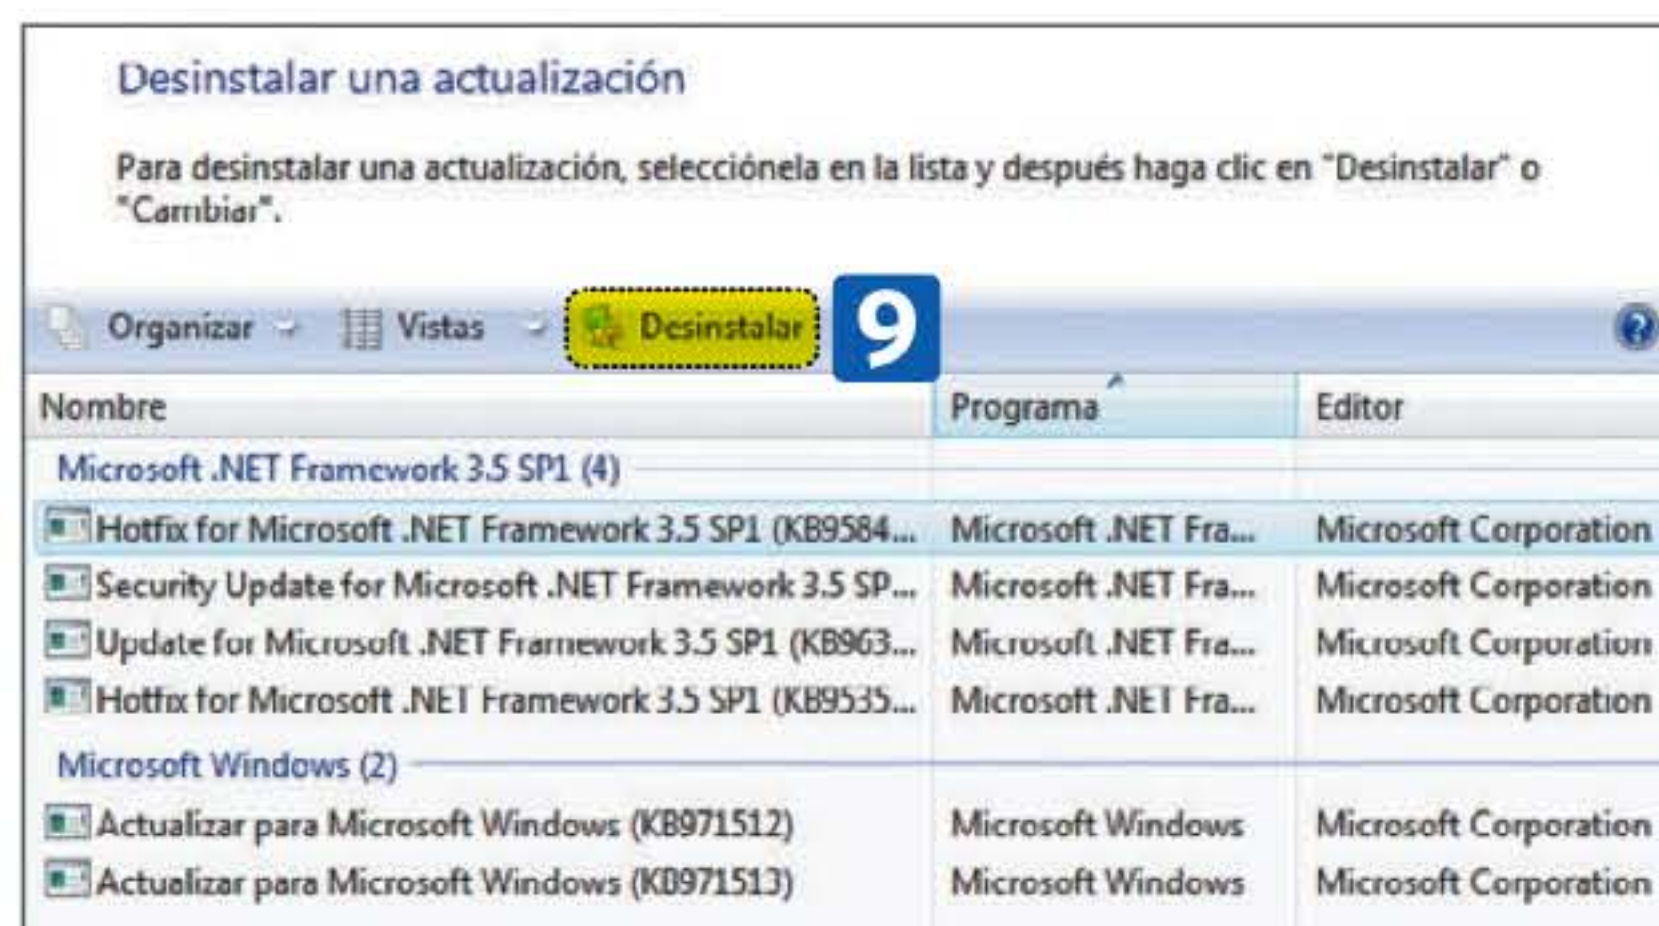 Desinstalar una actualización
Para desinstalar una actualización, selecciónela en la lista y después haga clic en "Desinstalar" o
"Cambiar".
Organizar Vistas Desinstalar 9 ?
Nombre Programa Editor
Microsoft .NET Framework 3.5 SP1 (4)
Hotfix for Microsoft .NET Framework 3.5 SP1 (KB9584... Microsoft .NET Fra... Microsoft Corporation
Security Update for Microsoft .NET Framework 3.5 SP... Microsoft .NET Fra... Microsoft Corporation
Update for Microsoft .NET Framework 3.5 SP1 (KB963... Microsoft .NET Fra... Microsoft Corporation
Hotfix for Microsoft .NET Framework 3.5 SP1 (KB9535... Microsoft .NET Fra... Microsoft Corporation
Microsoft Windows (2)
Actualizar para Microsoft Windows (KB971512) Microsoft Windows Microsoft Corporation
Actualizar para Microsoft Windows (KB971513) Microsoft Windows Microsoft Corporation